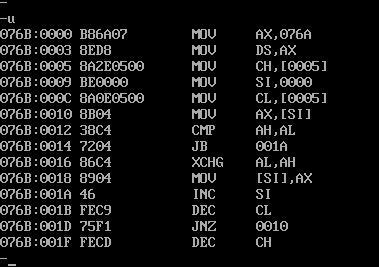 -
-u
076B:0000 B86A07 MOV AX,076A
076B:0003 8ED8 MOV DS,AX
076B:0005 8A2E0500 MOV CH,[0005]
076B:0009 BE0000 MOV SI,0000
076B:000C 8A0E0500 MOV CL,[0005]
076B:0010 8B04 MOV AX,[SI]
076B:0012 38C4 CMP AH,AL
076B:0014 7204 JB 001A
076B:0016 86C4 XCHG AL,AH
076B:0018 8904 MOV [SI],AX
076B:001A 46 INC SI
076B:001B FEC9 DEC CL
076B:001D 75F1 JNZ 0010
076B:001F FECD DEC CH
-_